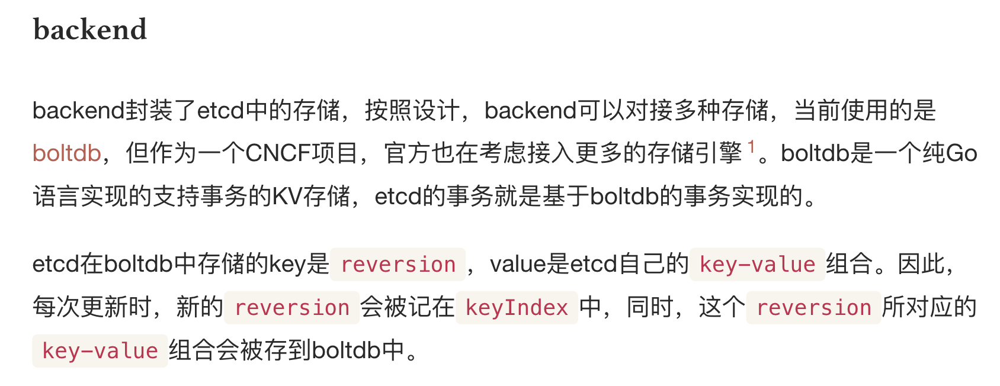 backend
backend封装了etcd中的存储，按照设计，backend可以对接多种存储，当前使用的是
boltdb，但作为一个CNCF项目，官方也在考虑接入更多的存储引擎 1。boltdb是一个纯Go
语言实现的支持事务的KV存储，etcd的事务就是基于boltdb的事务实现的。
etcd在boltdb中存储的key是 reversion ，value是etcd自己的 key-value 组合。因此，
每次更新时，新的 reversion 会被记在 keyIndex 中，同时，这个 reversion 所对应的
key-value 组合会被存到boltdb中。